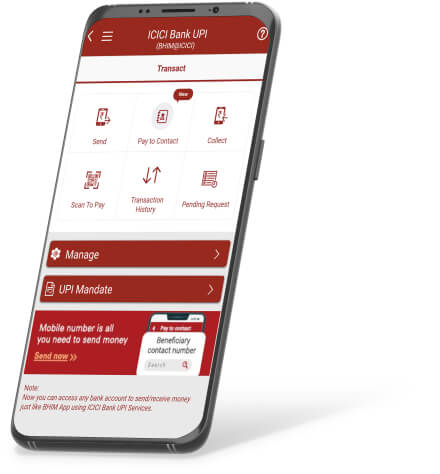 ICICI Bank UPI
(BHIM@ICICI)
Transact
New
Send
Pay to Contact
Collect
Scan To Pay
Transaction
History
Pending Request
Manage
UPI Mandate
Mobile number is all
you need to send money
Send now
Pay to contact
Beneficiary
contact number
Search
Note:
Now you can access any bank account to send/receive money
just like BHIM App using ICICI Bank UPI Services.